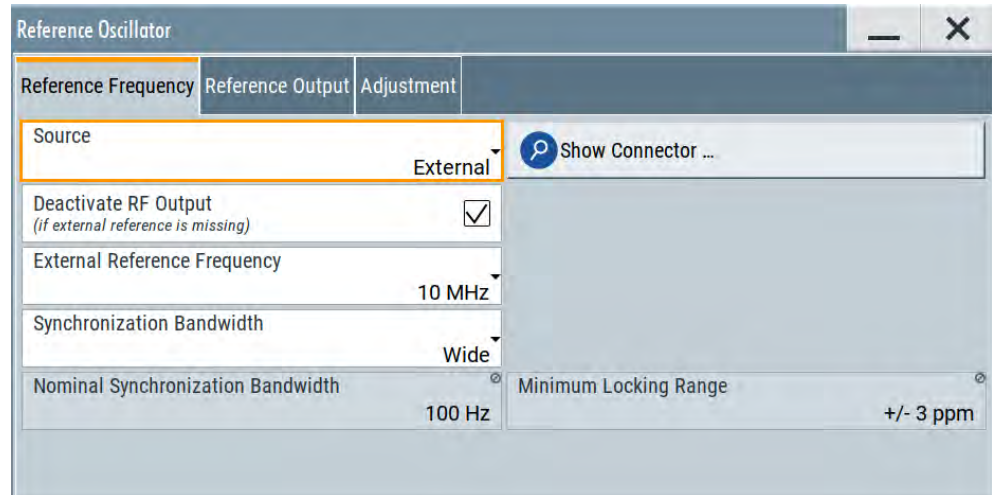 Reference Oscillator
Reference Frequency Reference Output Adjustment
Source
External
Show Connector ...
Deactivate RF Output
(if external reference is missing)
External Reference Frequency
10 MHz
Synchronization Bandwidth
Wide
Nominal Synchronization Bandwidth
100 Hz
Minimum Locking Range
+/- 3 ppm